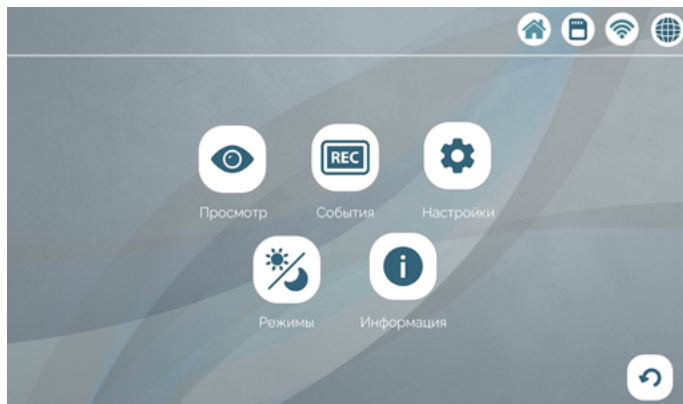 REC
Просмотр
События
Настройки
i
Режимы
Информация